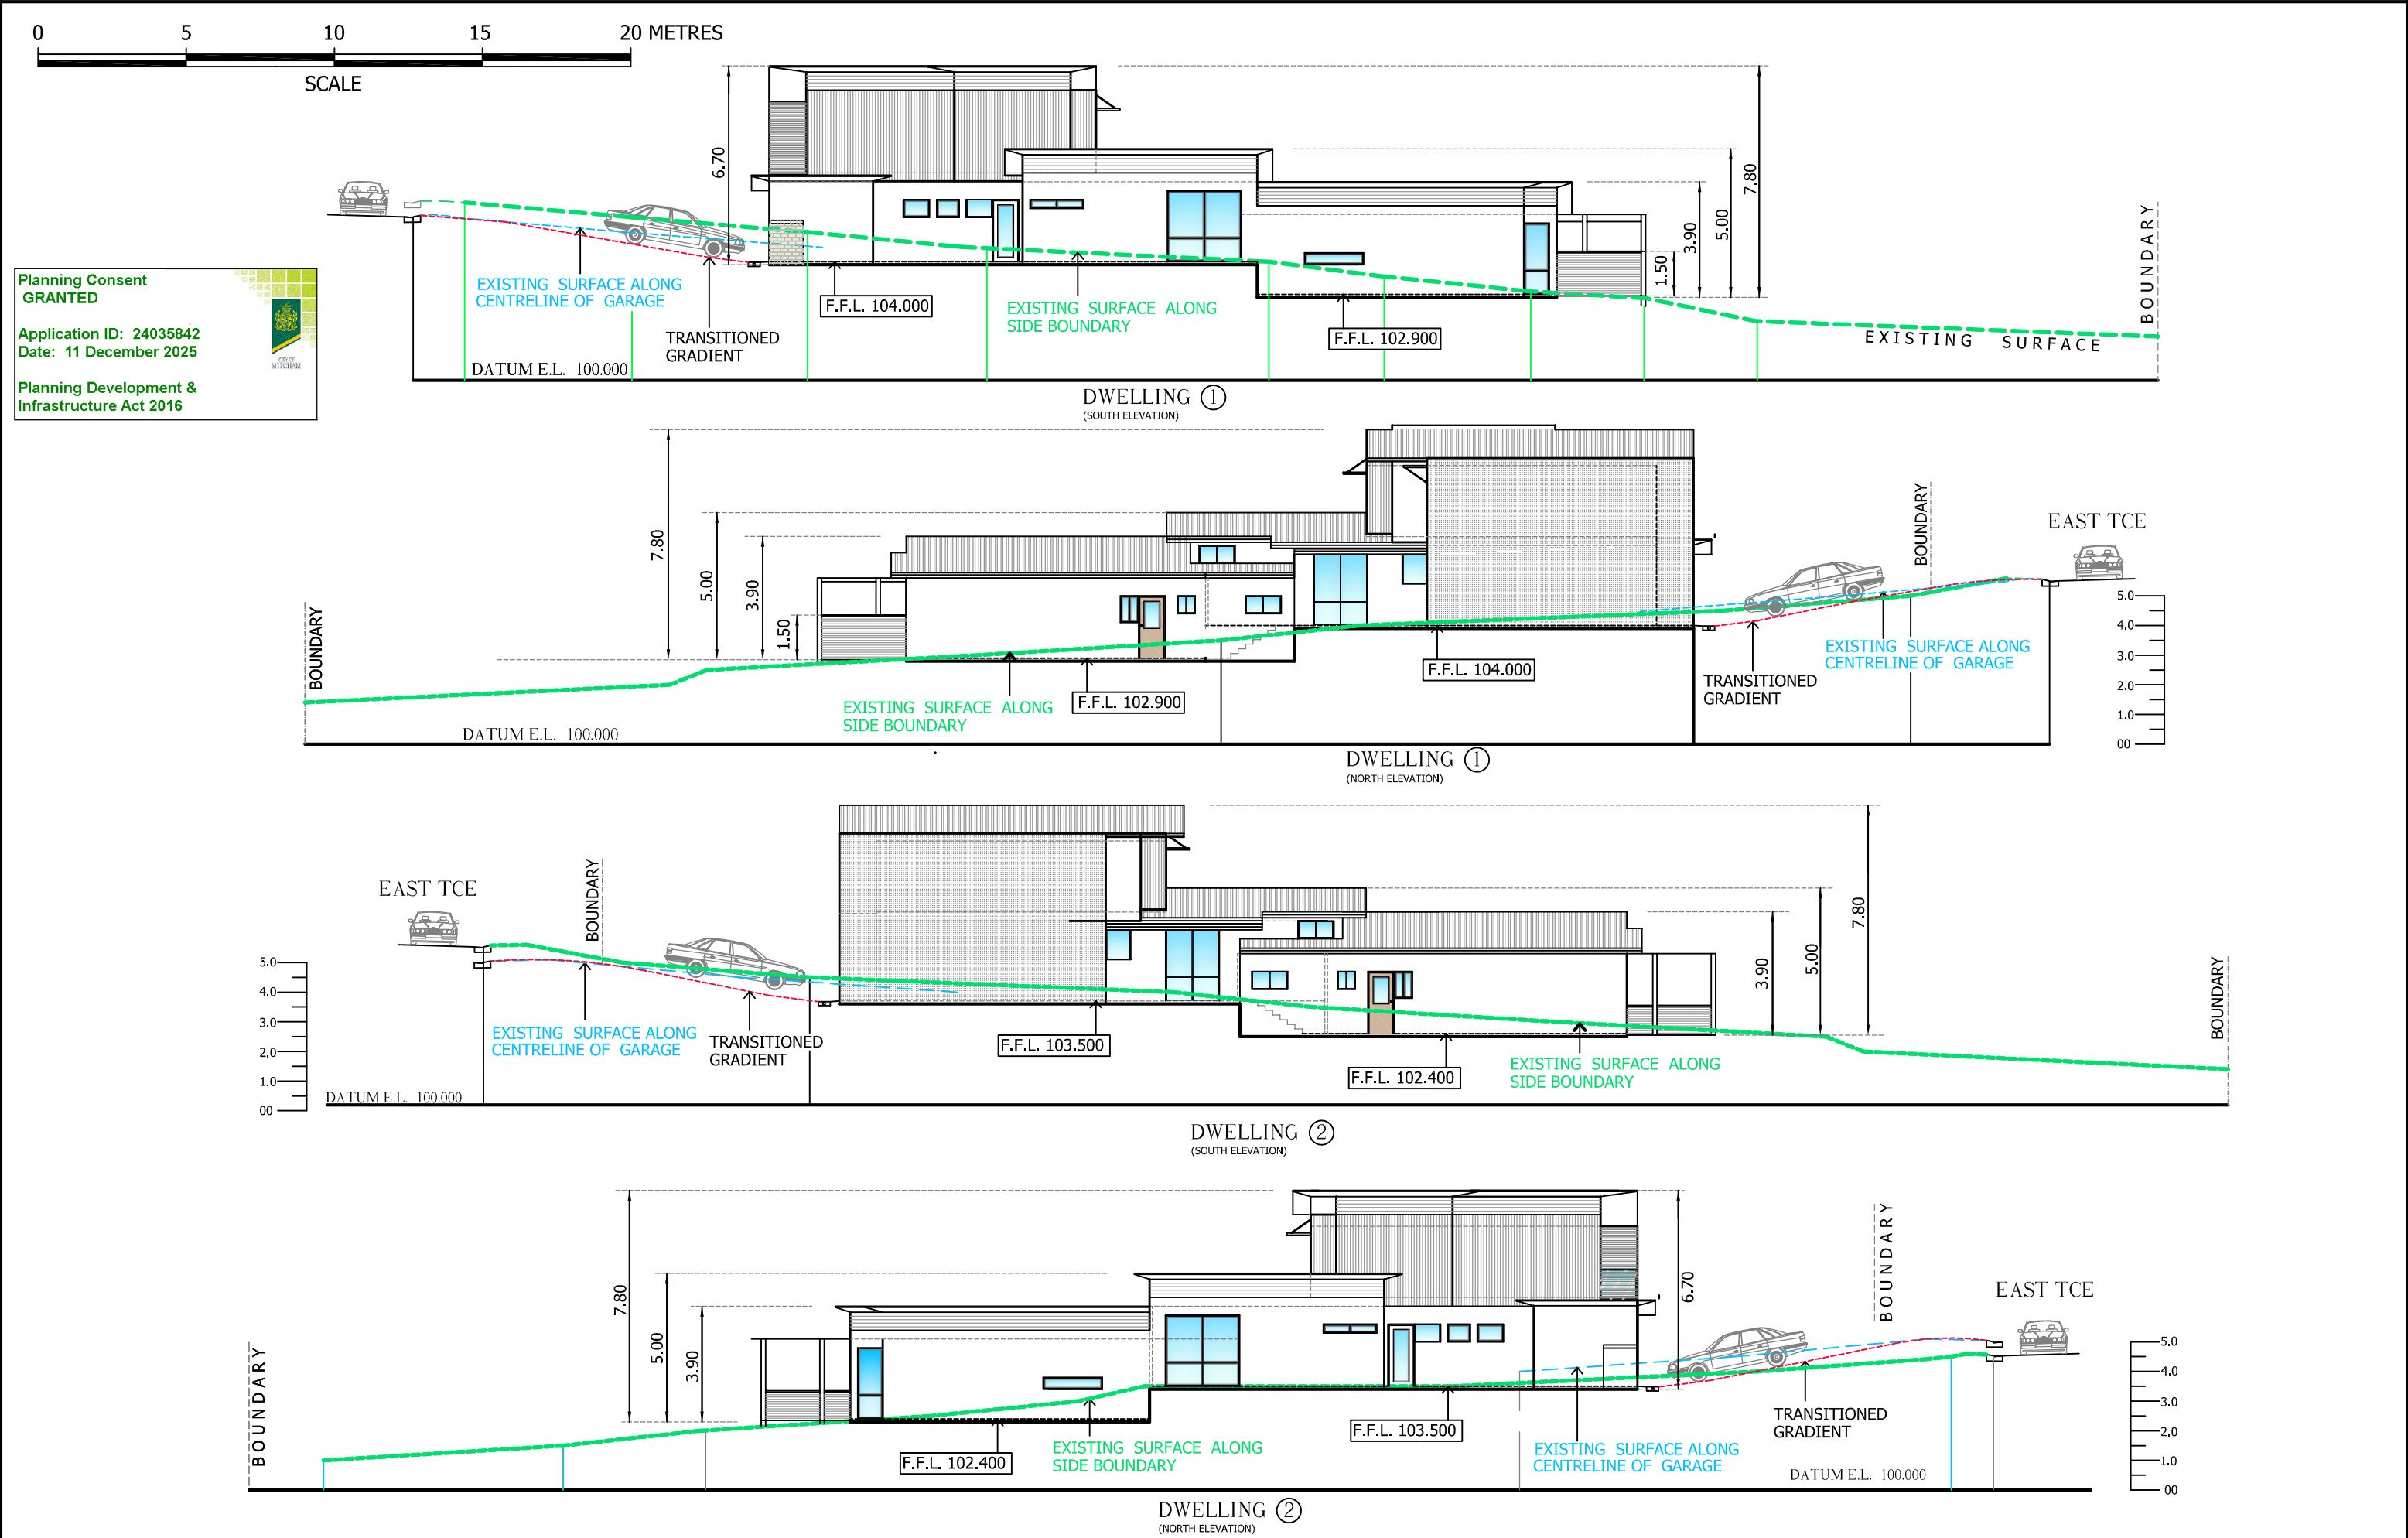 0 5 10 15 20 METRES
SCALE
Planning Consent
GRANTED
Application ID: 24035842
Date: 11 December 2025
Planning Development &
Infrastructure Act 2016
CITY OF
MITCHAM
6.70
7.80
5.00
3.90
1.50
BOUNDARY
EXISTING SURFACE ALONG
CENTRELINE OF GARAGE
TRANSITIONED
GRADIENT
F.F.L. 104.000
EXISTING SURFACE ALONG
SIDE BOUNDARY
F.F.L. 102.900
EXISTING SURFACE
DATUM E.L. 100.000
DWELLING 1
(SOUTH ELEVATION)
7.80
5.00
3.90
1.50
BOUNDARY
BOUNDARY
EAST TCE
5.0
4.0
3.0
2.0
1.0
00
EXISTING SURFACE ALONG
CENTRELINE OF GARAGE
TRANSITIONED
GRADIENT
F.F.L. 104.000
F.F.L. 102.900
EXISTING SURFACE ALONG
SIDE BOUNDARY
DATUM E.L. 100.000
DWELLING 1
(NORTH ELEVATION)
EAST TCE
BOUNDARY
5.0
4.0
3.0
2.0
1.0
00
EXISTING SURFACE ALONG
CENTRELINE OF GARAGE
TRANSITIONED
GRADIENT
F.F.L. 103.500
F.F.L. 102.400
EXISTING SURFACE ALONG
SIDE BOUNDARY
3.90
5.00
7.80
BOUNDARY
DATUM E.L. 100.000
DWELLING 2
(SOUTH ELEVATION)
BOUNDARY
7.80
5.00
3.90
6.70
BOUNDARY
EAST TCE
5.0
4.0
3.0
2.0
1.0
00
F.F.L. 102.400
EXISTING SURFACE ALONG
SIDE BOUNDARY
F.F.L. 103.500
EXISTING SURFACE ALONG
CENTRELINE OF GARAGE
TRANSITIONED
GRADIENT
DATUM E.L. 100.000
DWELLING 2
(NORTH ELEVATION)